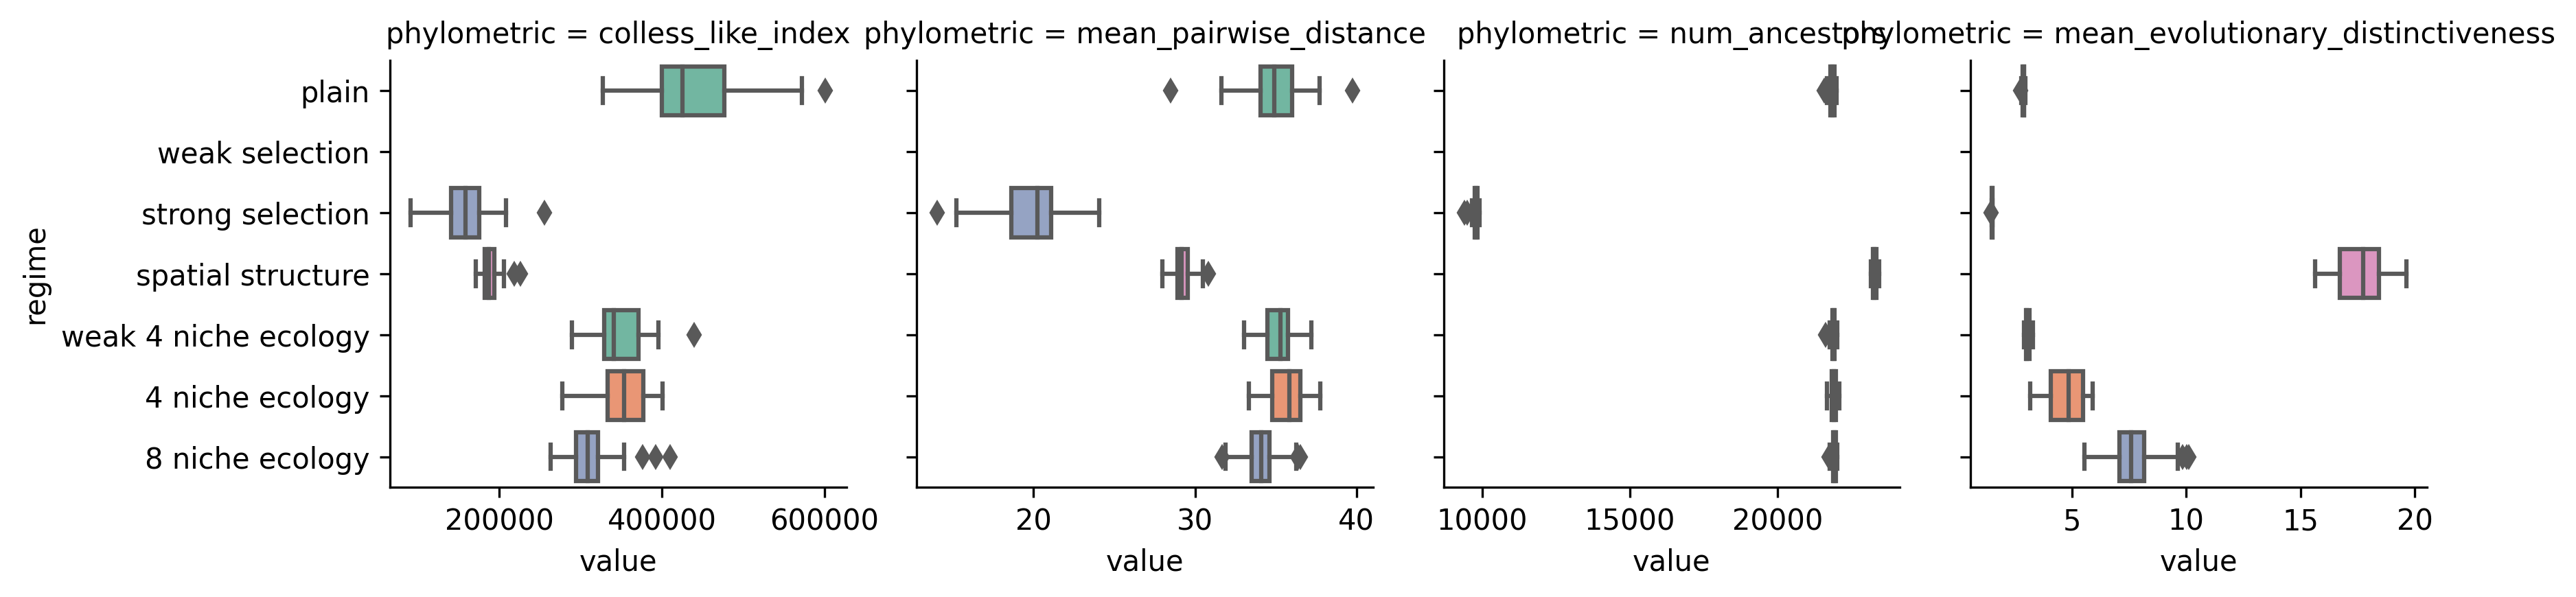 phylometric = colless_like_index
phylometric = mean_pairwise_distance
phylometric = num_ancestors
phylometric = mean_evolutionary_distinctiveness
regime
plain
weak selection
strong selection
spatial structure
weak 4 niche ecology
4 niche ecology
8 niche ecology
200000 400000 600000
20 30 40
10000 15000 20000
5 10 15 20
value
value
value
value